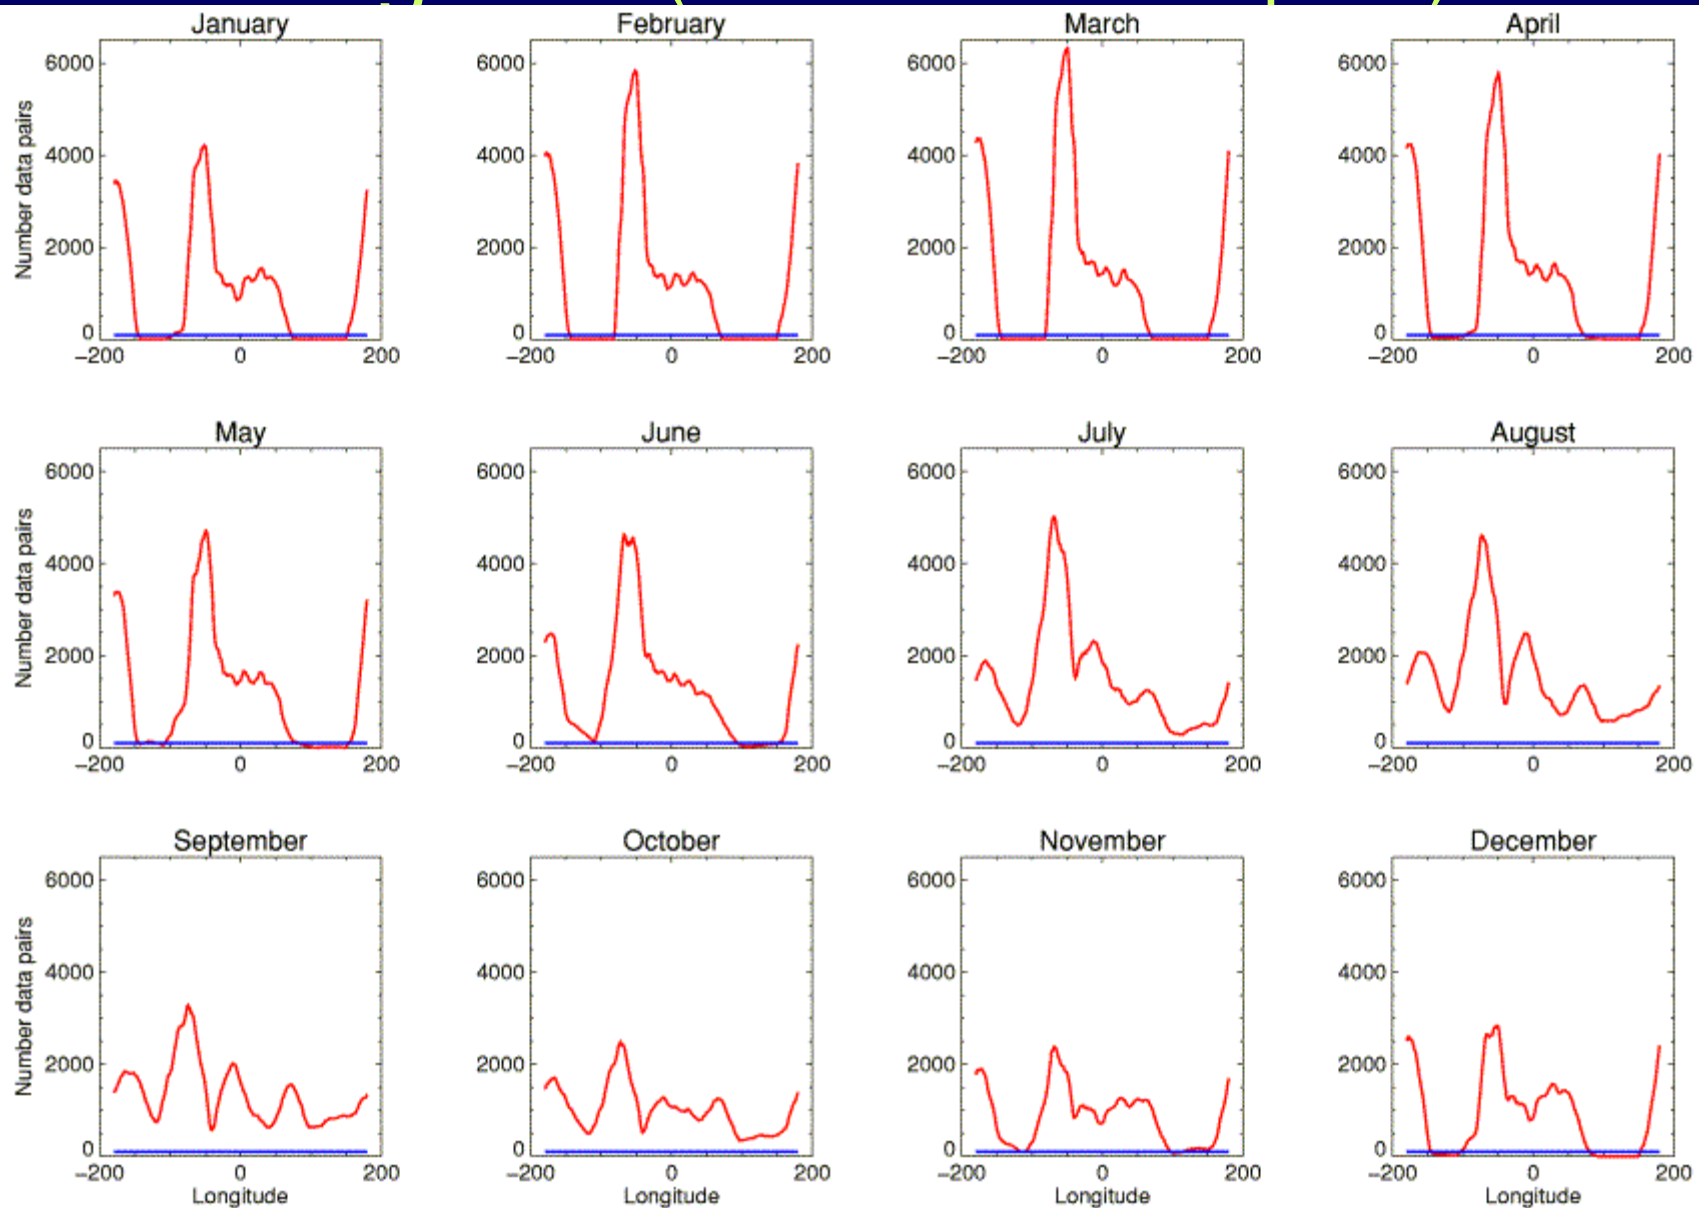 January February March April
Number data pairs
6000 6000 6000 6000
4000 4000 4000 4000
2000 2000 2000 2000
0 0 0 0
−200 0 200 −200 0 200 −200 0 200 −200 0 200
May June July August
Number data pairs
6000 6000 6000 6000
4000 4000 4000 4000
2000 2000 2000 2000
0 0 0 0
−200 0 200 −200 0 200 −200 0 200 −200 0 200
September October November December
Number data pairs
6000 6000 6000 6000
4000 4000 4000 4000
2000 2000 2000 2000
0 0 0 0
−200 0 200 −200 0 200 −200 0 200 −200 0 200
Longitude Longitude Longitude Longitude